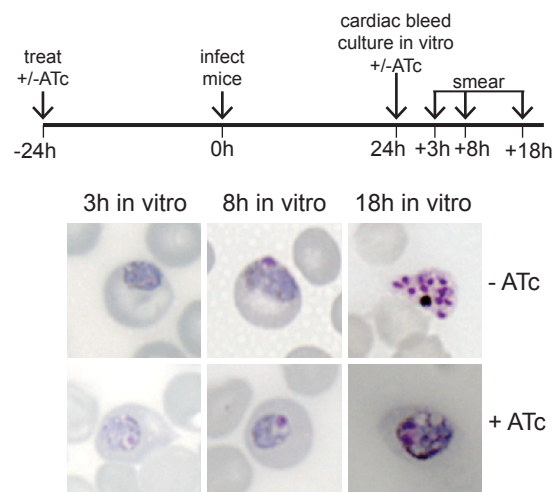 cardiac bleed
culture in vitro
+/-ATc
treat
+/-ATc
infect
mice
smear
-24h
0h
24h
+3h
+8h
+18h
3h in vitro
8h in vitro
18h in vitro
- ATc
+ ATc